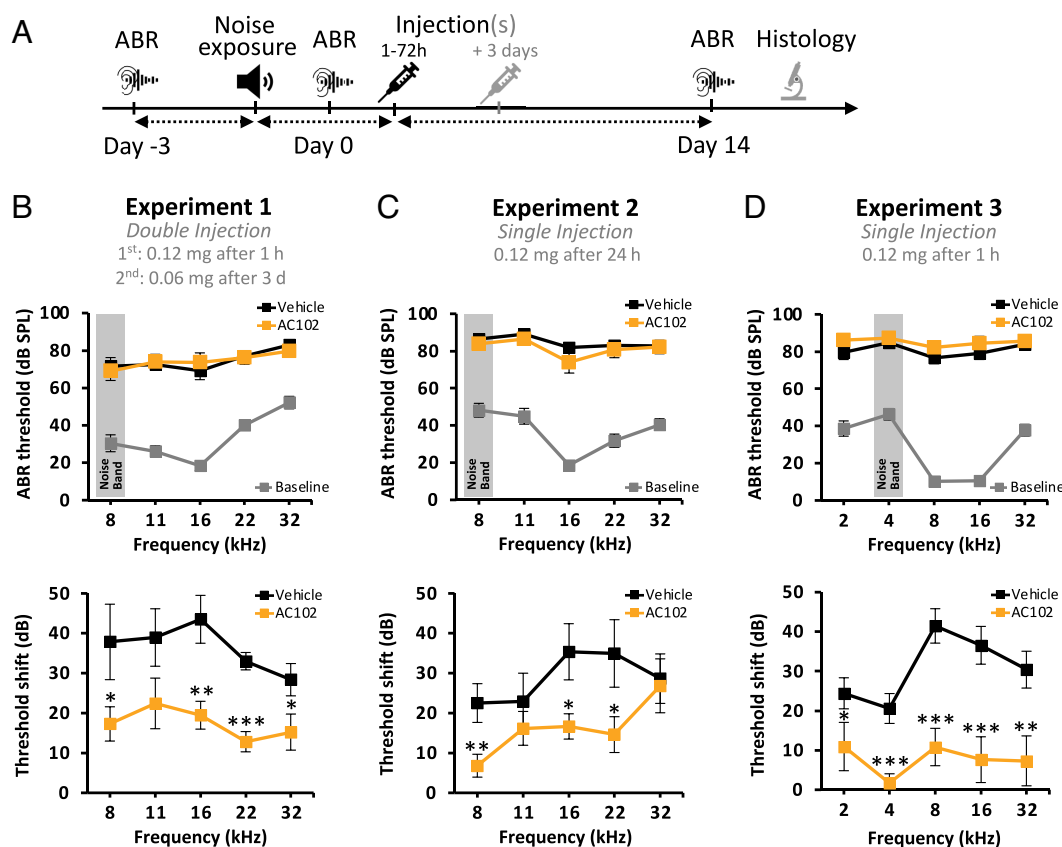 A
ABR
Noise
exposure
ABR
Injection(s)
1-72h
+ 3 days
ABR
Histology
Day -3
Day 0
Day 14
B
Experiment 1
Double Injection
1st: 0.12 mg after 1 h
2nd: 0.06 mg after 3 d
C
Experiment 2
Single Injection
0.12 mg after 24 h
D
Experiment 3
Single Injection
0.12 mg after 1 h
ABR threshold (dB SPL)
100
80
60
40
20
0
Vehicle
AC102
Noise
Band
Baseline
8 11 16 22 32
Frequency (kHz)
ABR threshold (dB SPL)
100
80
60
40
20
0
Vehicle
AC102
Noise
Band
Baseline
8 11 16 22 32
Frequency (kHz)
ABR threshold (dB SPL)
100
80
60
40
20
0
Vehicle
AC102
Noise
Band
Baseline
2 4 8 16 32
Frequency (kHz)
Threshold shift (dB)
50
40
30
20
10
0
Vehicle
AC102
* ** *** *
8 11 16 22 32
Frequency (kHz)
Threshold shift (dB)
50
40
30
20
10
0
Vehicle
AC102
** * *
8 11 16 22 32
Frequency (kHz)
Threshold shift (dB)
50
40
30
20
10
0
Vehicle
AC102
* *** *** *** **
2 4 8 16 32
Frequency (kHz)